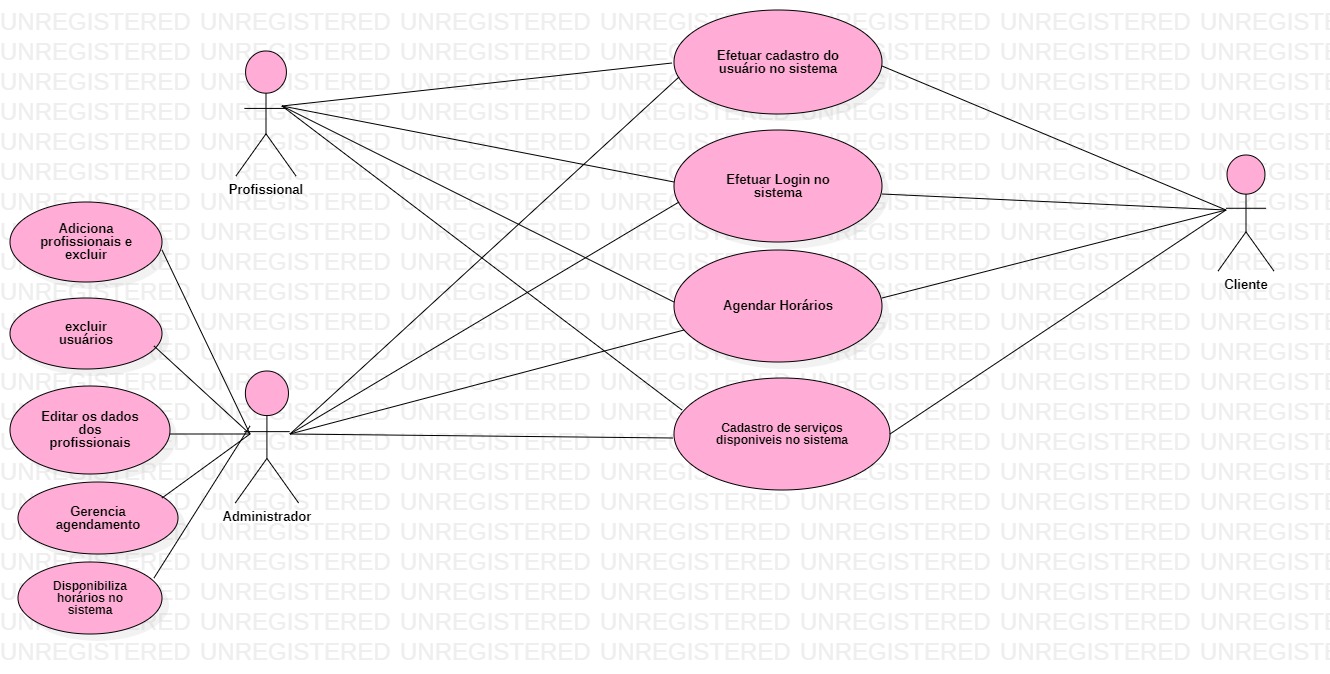 Efetuar cadastro do
usuário no sistema
Profissional
Efetuar Login no
sistema
Cliente
Adiciona
profissionais e
excluir
excluir
usuários
Agendar Horários
Editar os dados
dos
profissionais
Cadastro de serviços
disponiveis no sistema
Gerencia
agendamento
Administrador
Disponibiliza
horários no
sistema
UNREGISTERED UNREGISTERED UNREGISTERED UNREGISTERED UNREGISTERED UNREGISTERED